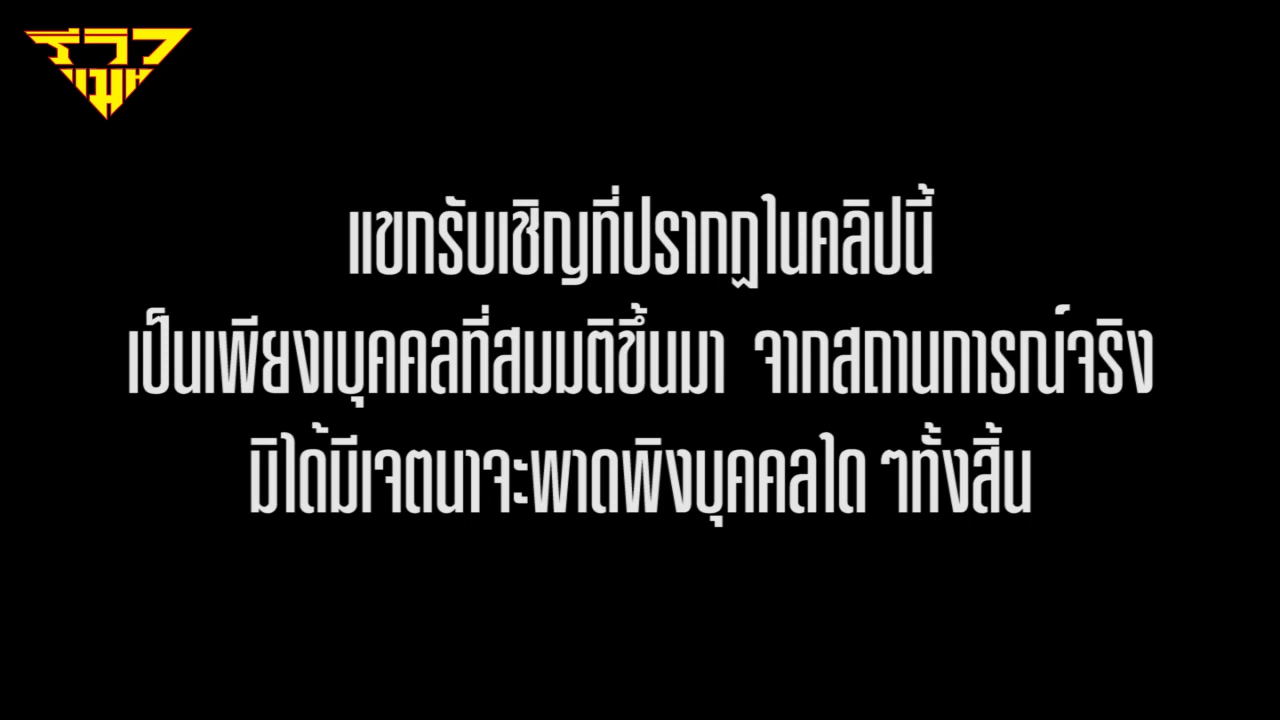 รีวิว
แขกรับเชิญที่ปรากฏในคลิปนี้
เป็นเพียงบุคคลที่สมมติขึ้นมา จากสถานการณ์จริง
มิได้มีเจตนาจะพาดพิงบุคคลใด ๆทั้งสิ้น